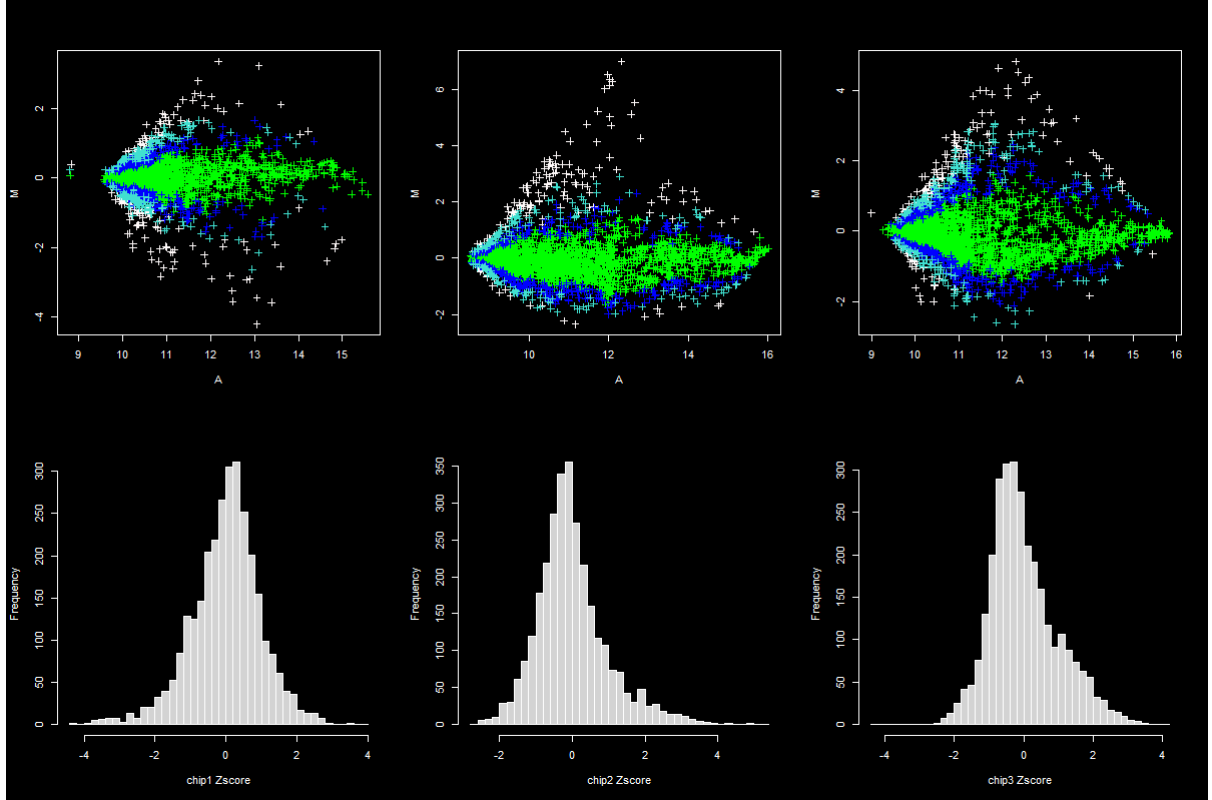 M
-4 -2 0 2
9 10 11 12 13 14 15
A
M
-2 0 2 4 6
10 12 14 16
A
M
-2 0 2 4
9 10 11 12 13 14 15 16
A
Frequency
0 50 100 150 200 250 300
-4 -2 0 2 4
chip1 Zscore
Frequency
0 50 100 150 200 250 300 350
-2 0 2 4
chip2 Zscore
Frequency
0 50 100 150 200 250 300
-4 -2 0 2 4
chip3 Zscore